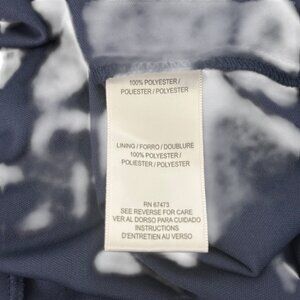 100% POLYESTER /
POLIESTER / POLYESTER
LINING / FORRO / DOUBLURE
100% POLYESTER /
POLIESTER / POLYESTER
RN 67473
SEE REVERSE FOR CARE
VER AL DORSO PARA CUIDADO
INSTRUCTIONS
D'ENTRETIEN AU VERSO